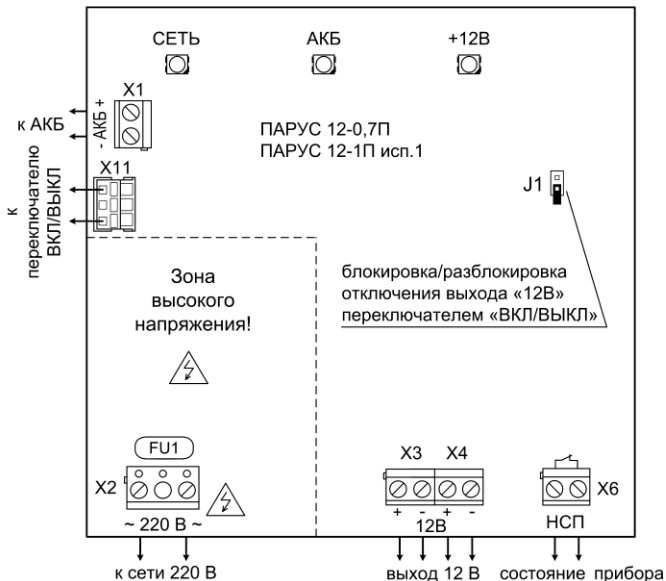 СЕТЬ АКБ +12В
X1
- АКБ +
к АКБ
ПАРУС 12-0,7П
ПАРУС 12-1П исп.1
X11
J1
к
переключателю
ВКЛ/ВЫКЛ
Зона
высокого
напряжения!
блокировка/разблокировка
отключения выхода «12В»
переключателем «ВКЛ/ВЫКЛ»
FU1
X2
~ 220 В ~
X3 X4
+ - + -
12В
X6
НСП
к сети 220 В
выход 12 В
состояние прибора